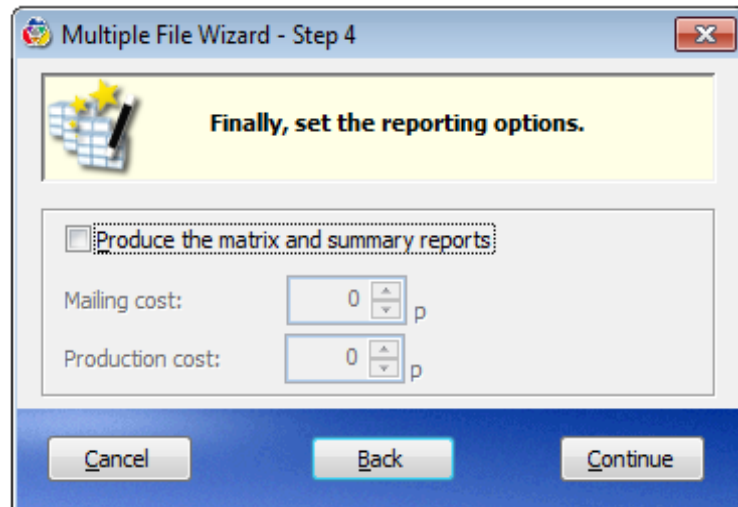 Multiple File Wizard - Step 4
Finally, set the reporting options.
Produce the matrix and summary reports
Mailing cost: 0 p
Production cost: 0 p
Cancel Back Continue